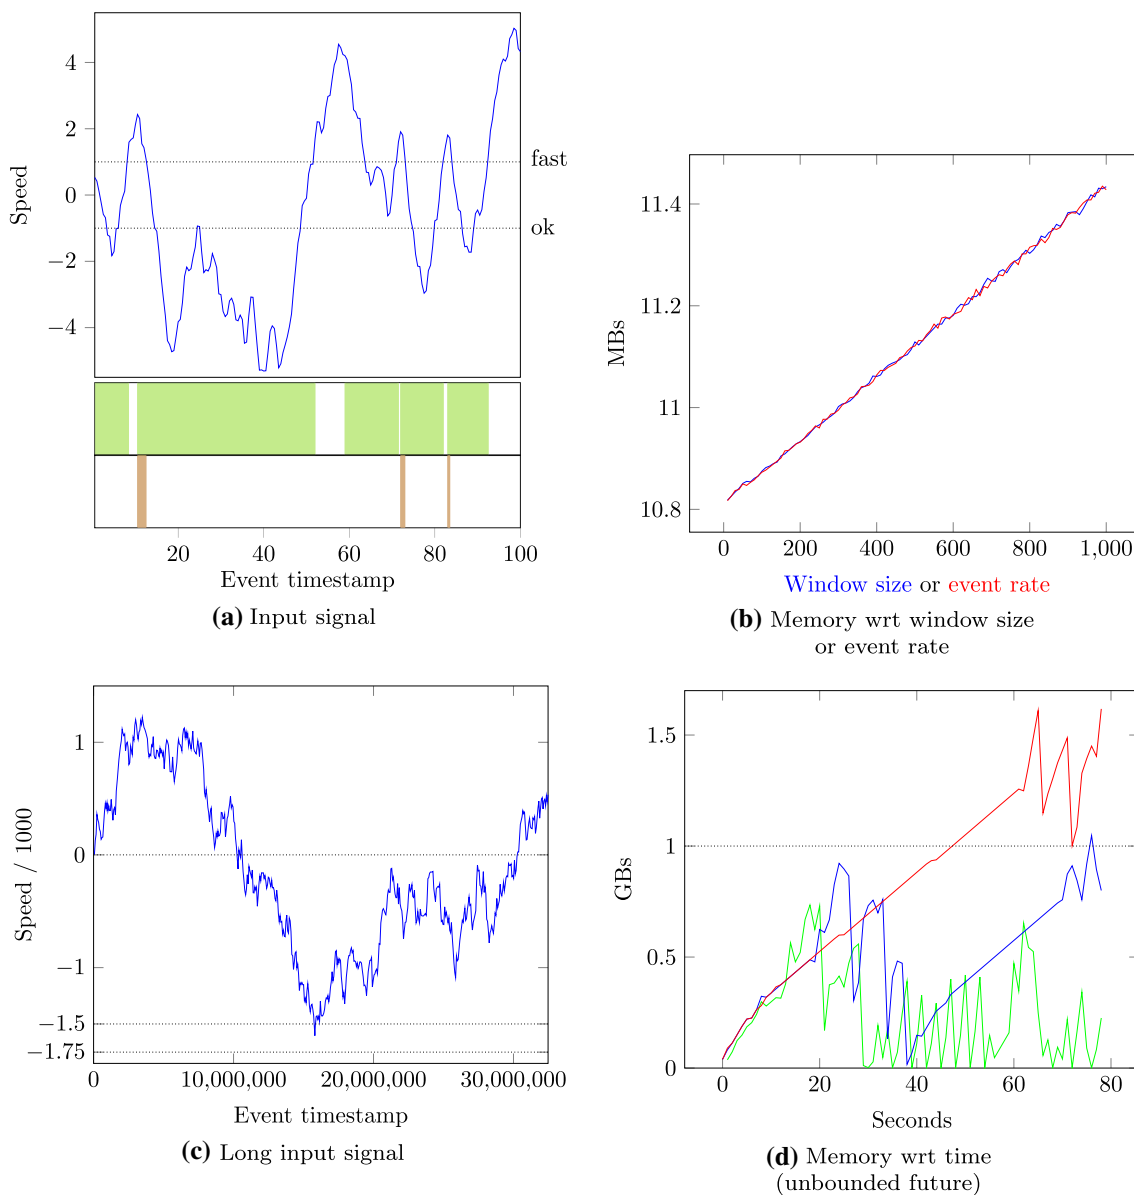 4
2
0
−2
−4
Speed
fast
ok
20
40
60
80
100
Event timestamp
(a) Input signal
11.4
11.2
11
10.8
MBs
0
200
400
600
800
1,000
Window size or event rate
(b) Memory wrt window size
or event rate
1
0
−1
−1.5
−1.75
Speed / 1000
0
10,000,000
20,000,000
30,000,000
Event timestamp
(c) Long input signal
1.5
1
0.5
0
GBs
0
20
40
60
80
Seconds
(d) Memory wrt time
(unbounded future)